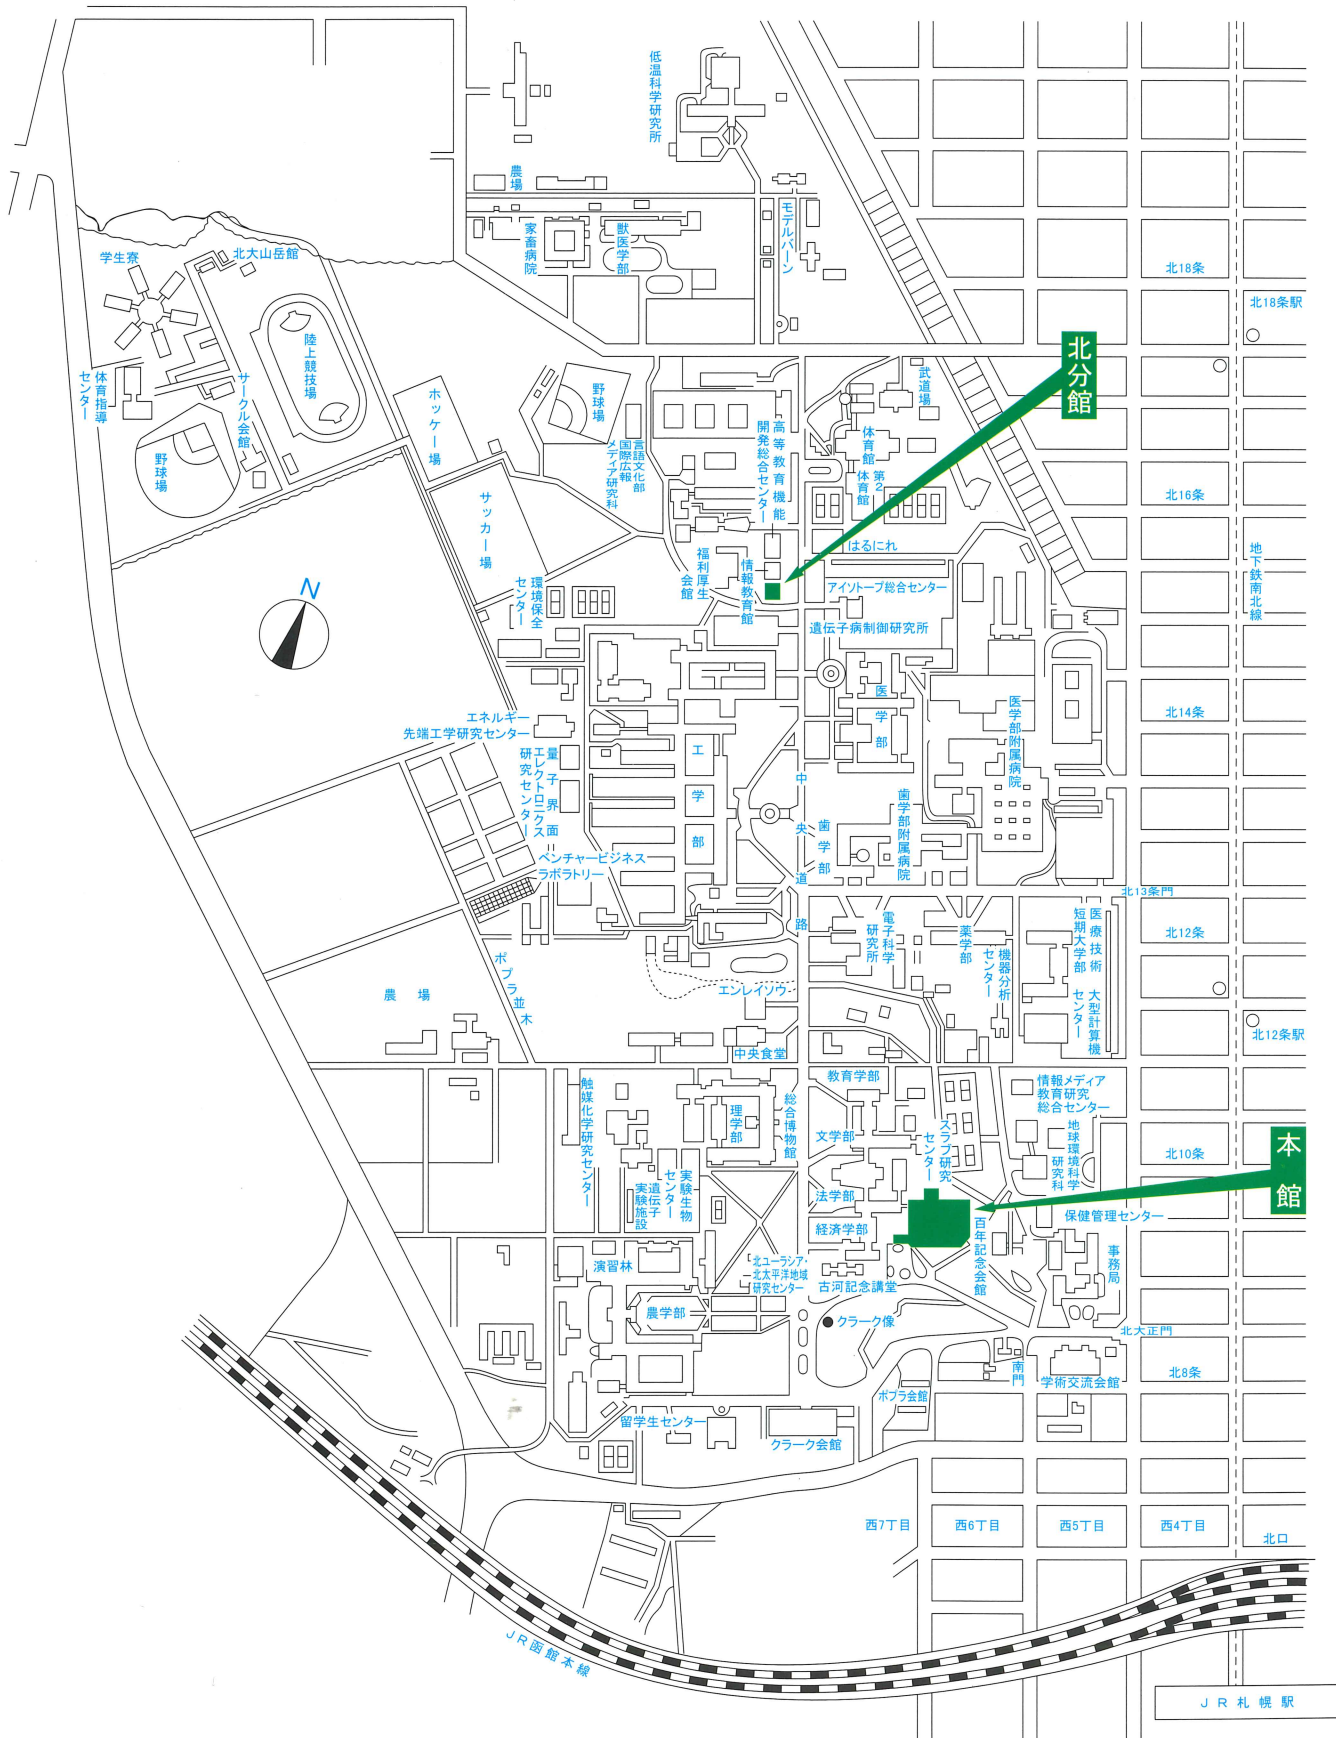 低温科学研究所
農場
家畜病院
獣医学部
モデルバーン
学生寮
北大山岳館
陸上競技場
体育指導
センター
サークル会館
野球場
ホッケー場
サッカー場
野球場
言語文化部
国際広報
メディア研究科
高等教育機能
開発総合センター
武道場
体育館
第2
体育館
北分館
北18条
北18条駅
北16条
地下鉄南北線
はるにれ
アイソトープ総合センター
遺伝子病制御研究所
福利厚生
会館
情報教育館
環境保全
センター
N
エネルギー
先端工学研究センター
量子界面
エレクトロニクス
研究センター
ベンチャービジネス
ラボラトリー
工学部
医学部
医学部附属病院
北14条
中央道路
歯学部
歯学部附属病院
北13条門
電子科学
研究所
薬学部
機器分析
センター
医療技術
短期大学部
大型計算機
センター
北12条
北12条駅
ポプラ並木
農場
エンレイソウ
中央食堂
触媒化学研究センター
理学部
総合博物館
教育学部
文学部
スラブ研究
センター
情報メディア
教育研究
総合センター
地球環境科学
研究科
北10条
本館
実験生物
センター
遺伝子
実験施設
法学部
経済学部
百年記念会館
保健管理センター
事務局
演習林
北ユーラシア・
北太平洋地域
研究センター
古河記念講堂
農学部
クラーク像
北大正門
南門
学術交流会館
北8条
ポプラ会館
留学生センター
クラーク会館
西7丁目
西6丁目
西5丁目
西4丁目
北口
JR函館本線
JR札幌駅